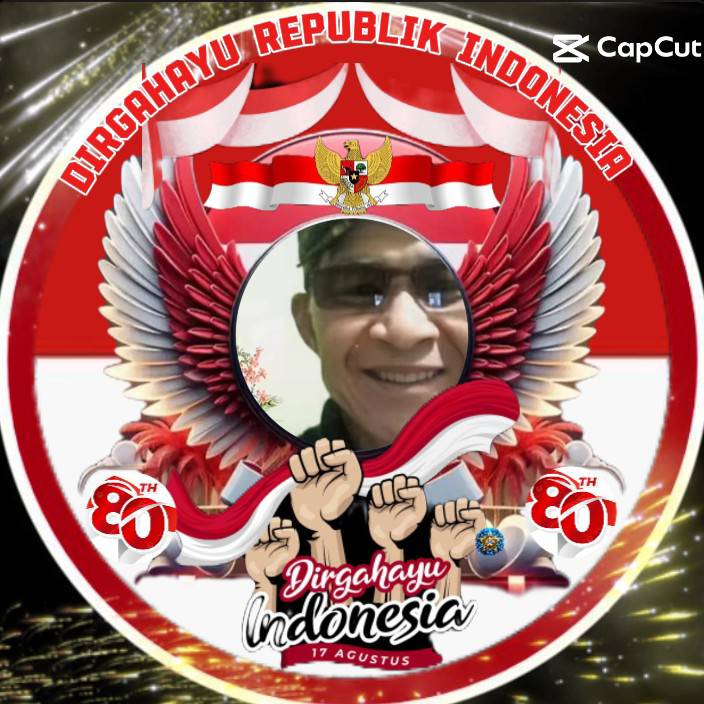 DIRGAHAYU REPUBLIK INDONESIA
CapCut
80TH
80TH
Dirgahayu
Indonesia
17 AGUSTUS